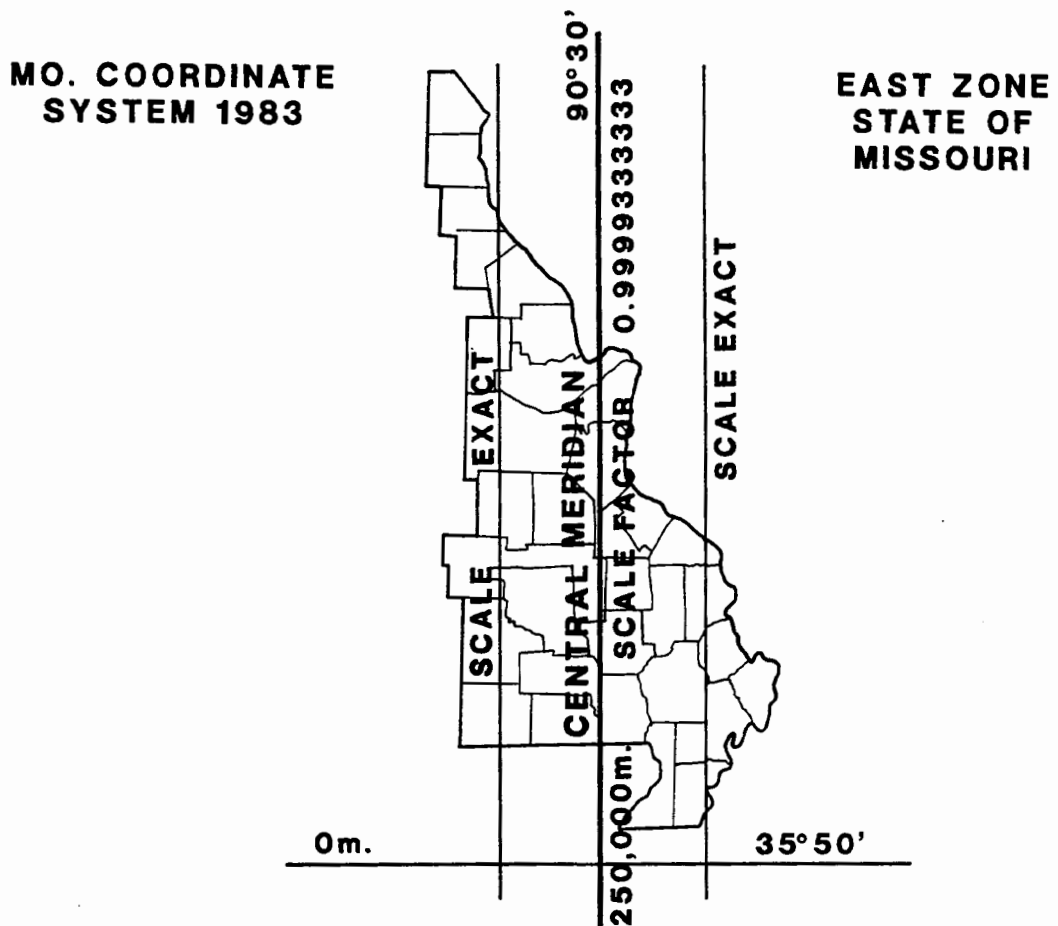 MO. COORDINATE
SYSTEM 1983
EAST ZONE
STATE OF
MISSOURI
90°30'
SCALE EXACT
CENTRAL MERIDIAN
SCALE FACTOR 0.9999333333
SCALE EXACT
0m.
250,000m.
35°50'